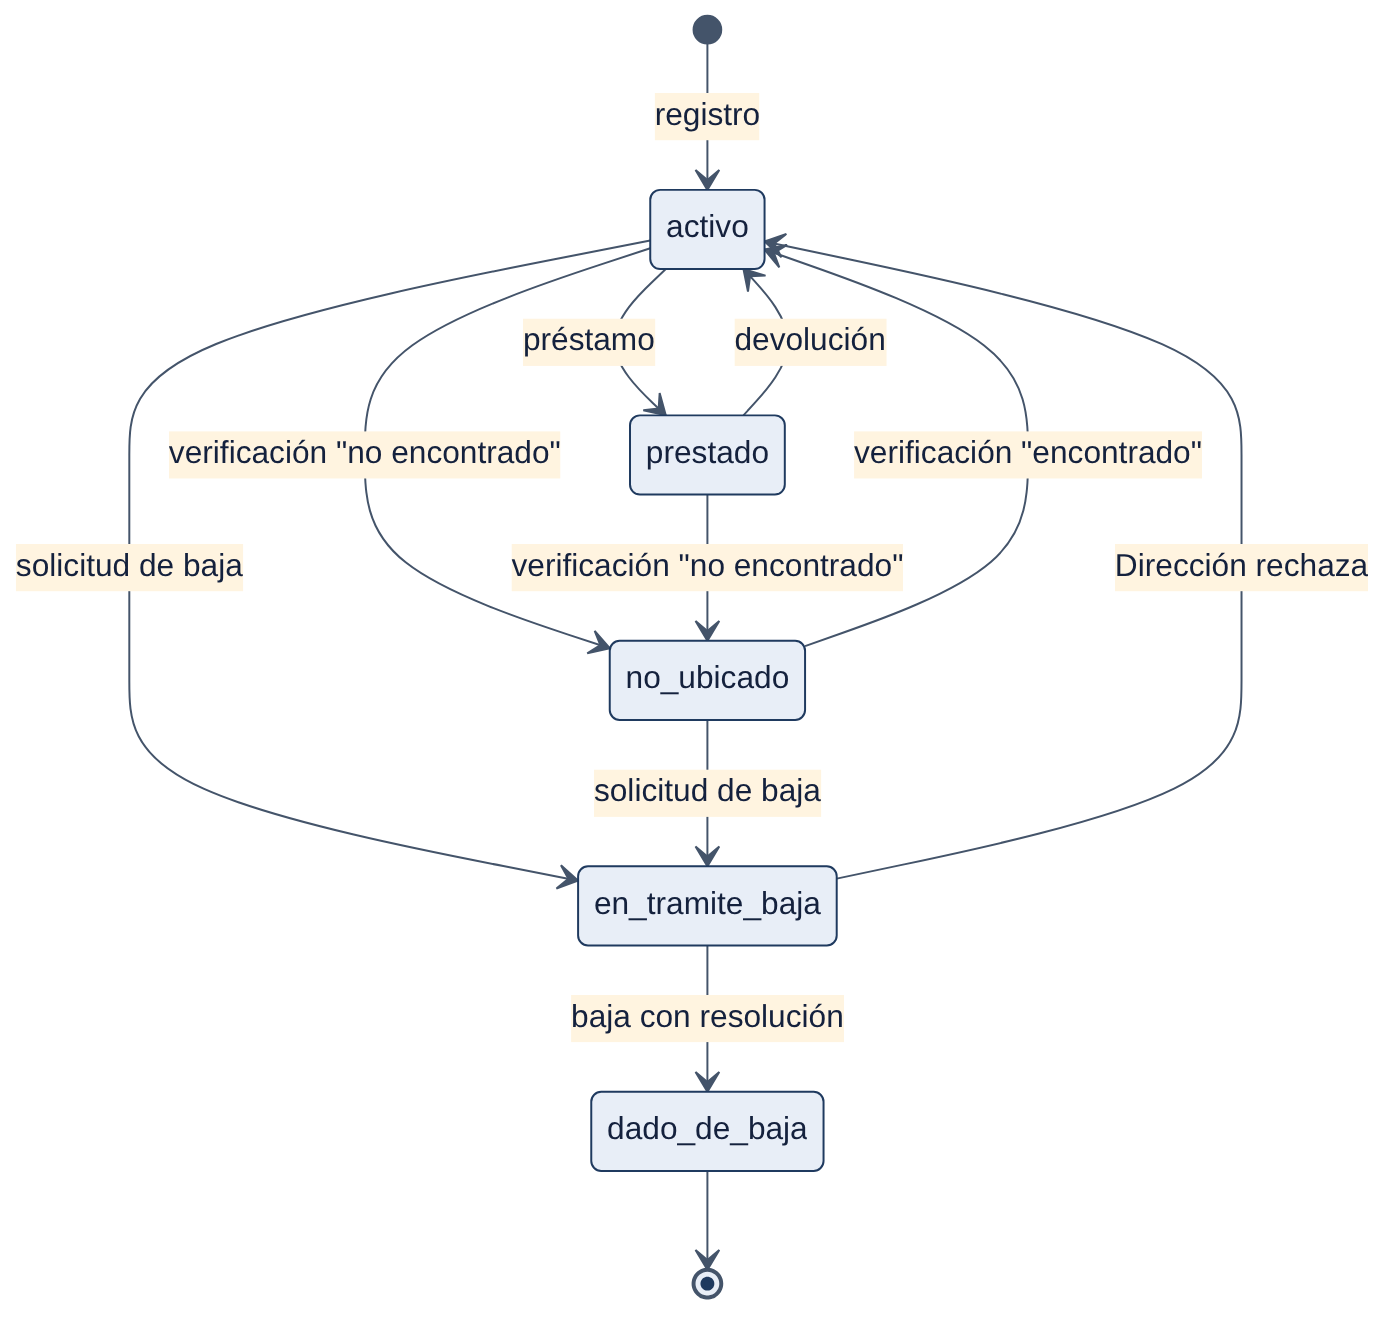 registro
activo
préstamo
devolución
verificación "no encontrado"
prestado
verificación "encontrado"
solicitud de baja
verificación "no encontrado"
Dirección rechaza
no_ubicado
solicitud de baja
en_tramite_baja
baja con resolución
dado_de_baja